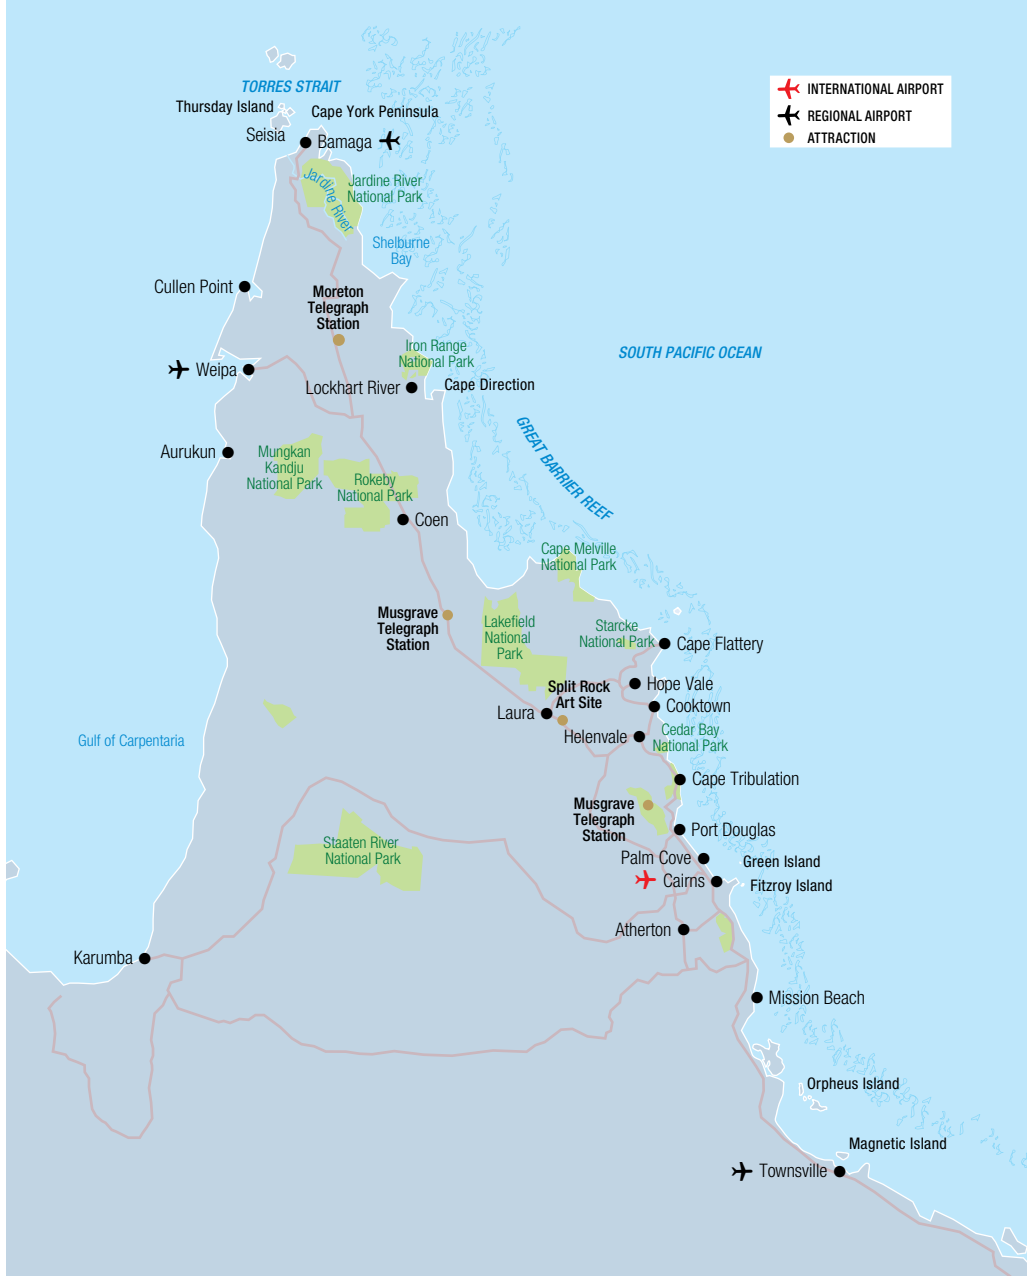 TORRES STRAIT
INTERNATIONAL AIRPORT
REGIONAL AIRPORT
ATTRACTION
Thursday Island
Cape York Peninsula
Seisia
Bamaga
Jardine River
Jardine River
National Park
Shelburne
Bay
Cullen Point
Moreton
Telegraph
Station
Iron Range
National Park
SOUTH PACIFIC OCEAN
Weipa
Lockhart River
Cape Direction
GREAT BARRIER REEF
Aurukun
Mungkan
Kandju
National Park
Rokeby
National Park
Coen
Cape Melville
National Park
Musgrave
Telegraph
Station
Lakefield
National
Park
Starcke
National Park
Cape Flattery
Split Rock
Art Site
Hope Vale
Laura
Cooktown
Helenvale
Cedar Bay
National Park
Gulf of Carpentaria
Cape Tribulation
Musgrave
Telegraph
Station
Port Douglas
Staaten River
National Park
Palm Cove
Green Island
Cairns
Fitzroy Island
Atherton
Karumba
Mission Beach
Orpheus Island
Magnetic Island
Townsville